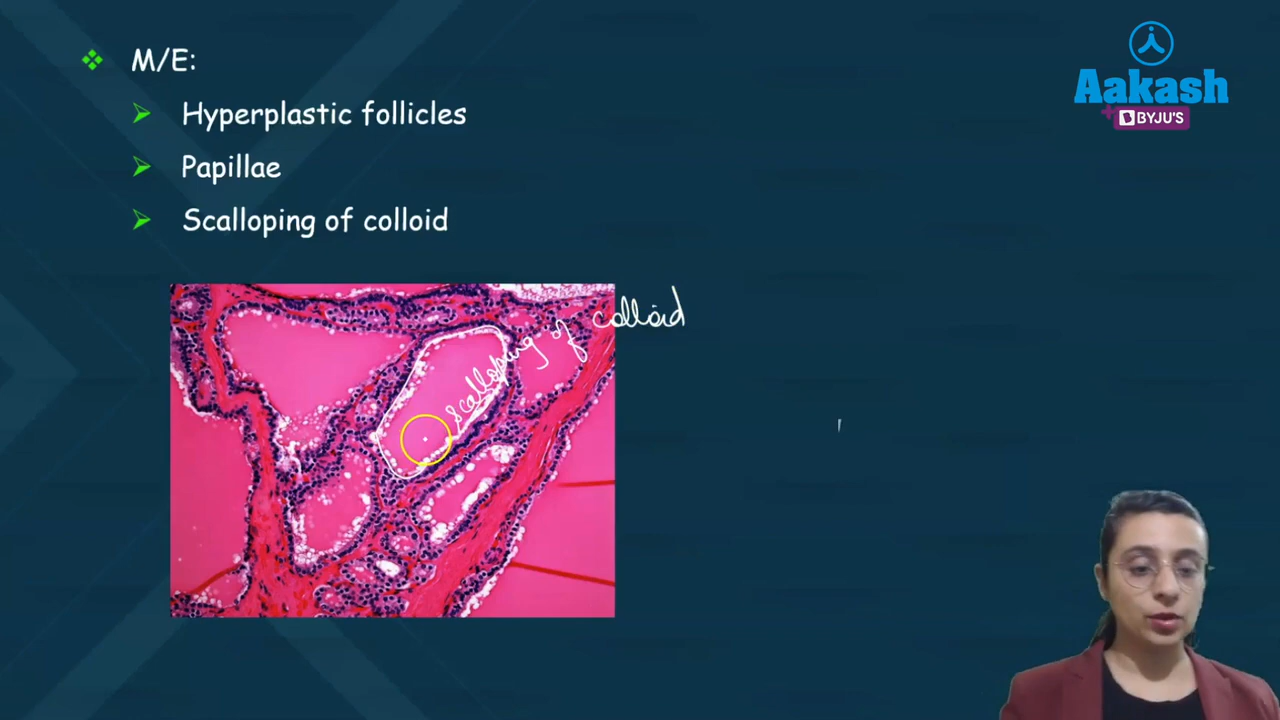 M/E:
Hyperplastic follicles
Papillae
Scalloping of colloid
Aakash
+ BYJU'S
scalloping of colloid